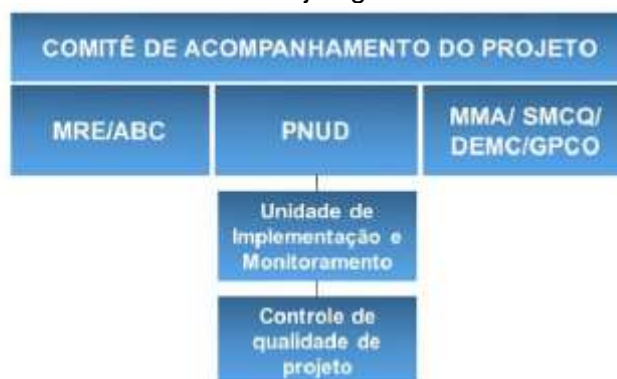 COMITÊ DE ACOMPANHAMENTO DO PROJETO
MRE/ABC
PNUD
MMA/ SMCQ/
DEMC/GPCO
Unidade de
Implementação e
Monitoramento
Controle de
qualidade de
projeto